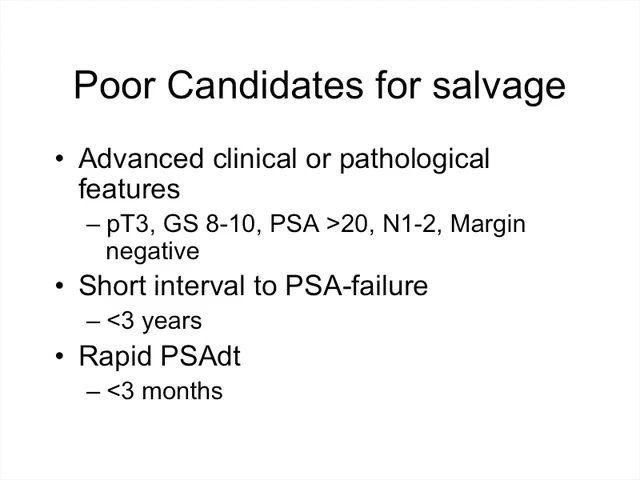 Poor Candidates for salvage
• Advanced clinical or pathological
features
– pT3, GS 8-10, PSA >20, N1-2, Margin
negative
• Short interval to PSA-failure
– <3 years
• Rapid PSAdt
– <3 months